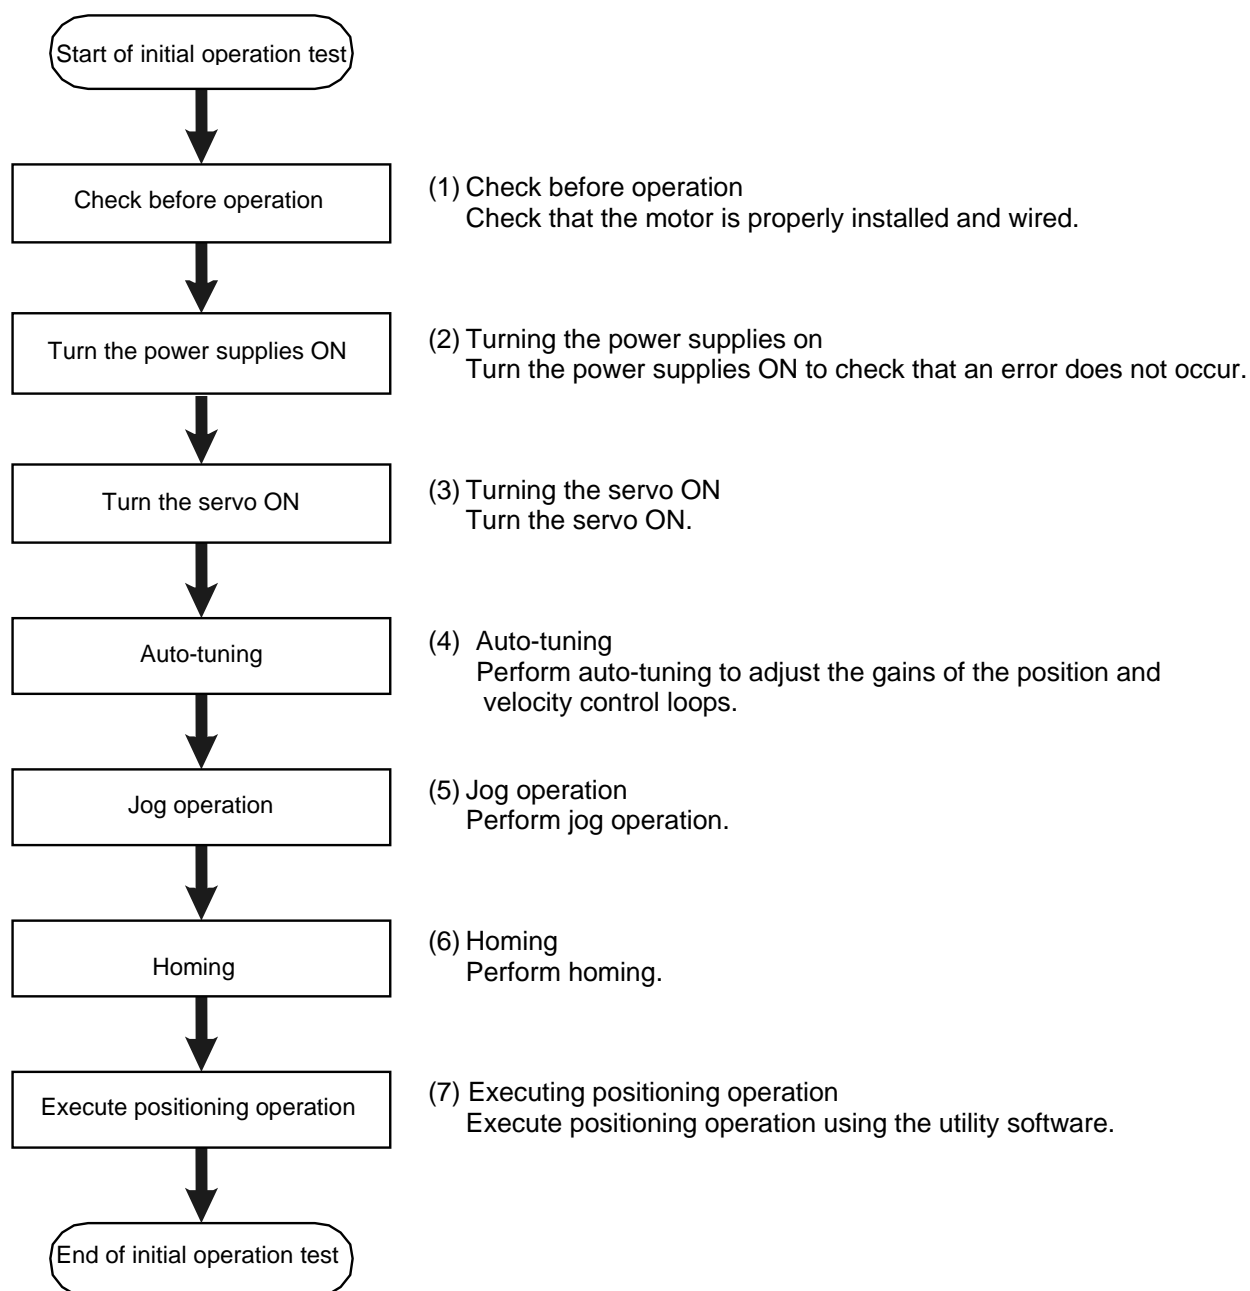 Start of initial operation test
Check before operation
(1) Check before operation
Check that the motor is properly installed and wired.
Turn the power supplies ON
(2) Turning the power supplies on
Turn the power supplies ON to check that an error does not occur.
Turn the servo ON
(3) Turning the servo ON
Turn the servo ON.
Auto-tuning
(4) Auto-tuning
Perform auto-tuning to adjust the gains of the position and
velocity control loops.
Jog operation
(5) Jog operation
Perform jog operation.
Homing
(6) Homing
Perform homing.
Execute positioning operation
(7) Executing positioning operation
Execute positioning operation using the utility software.
End of initial operation test